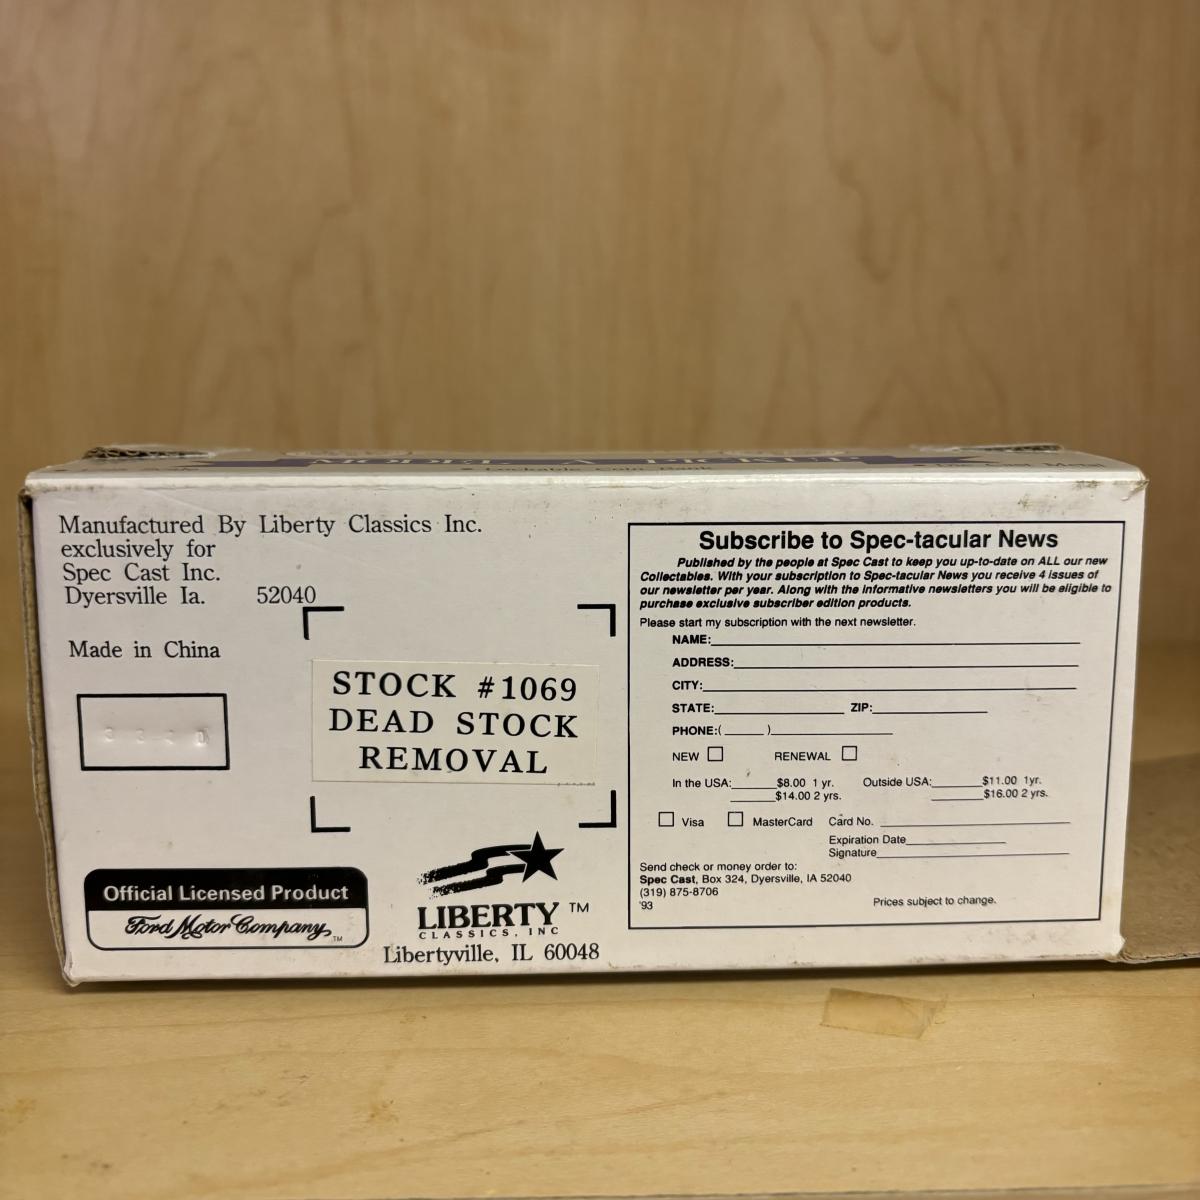 MODEL "A" PICKUP
• Lockable Coin Bank
Manufactured By Liberty Classics Inc.
exclusively for
Spec Cast Inc.
Dyersville Ia. 52040
Made in China
STOCK #1069
DEAD STOCK
REMOVAL
Official Licensed Product
Ford Motor Company TM
LIBERTY TM
CLASSICS, INC
Libertyville, IL 60048
Subscribe to Spec-tacular News
Published by the people at Spec Cast to keep you up-to-date on ALL our new
Collectables. With your subscription to Spec-tacular News you receive 4 issues of
our newsletter per year. Along with the informative newsletters you will be eligible to
purchase exclusive subscriber edition products.
Please start my subscription with the next newsletter.
NAME:
ADDRESS:
CITY:
STATE: ZIP:
PHONE:( )
NEW RENEWAL
In the USA: $8.00 1 yr. Outside USA: $11.00 1yr.
$14.00 2 yrs. $16.00 2 yrs.
Visa MasterCard Card No.
Expiration Date
Signature
Send check or money order to:
Spec Cast, Box 324, Dyersville, IA 52040
(319) 875-8706
'93 Prices subject to change.